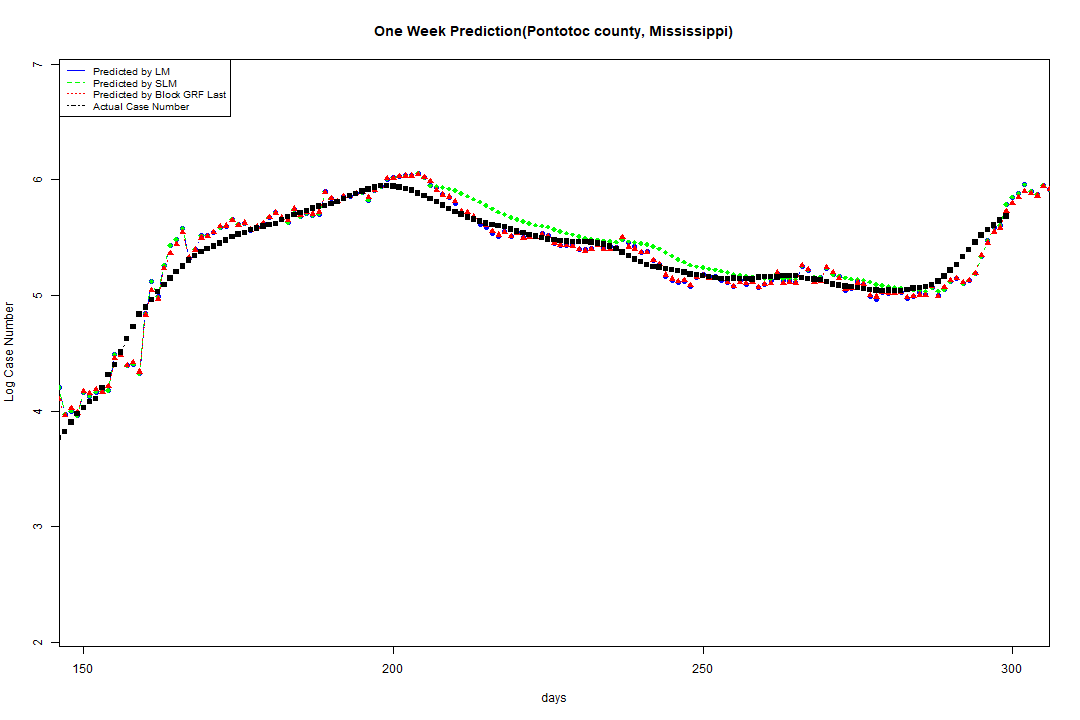 One Week Prediction(Pontotoc county, Mississippi)
Predicted by LM
Predicted by SLM
Predicted by Block GRF Last
Actual Case Number
7
6
5
4
3
2
Log Case Number
150 200 250 300
days